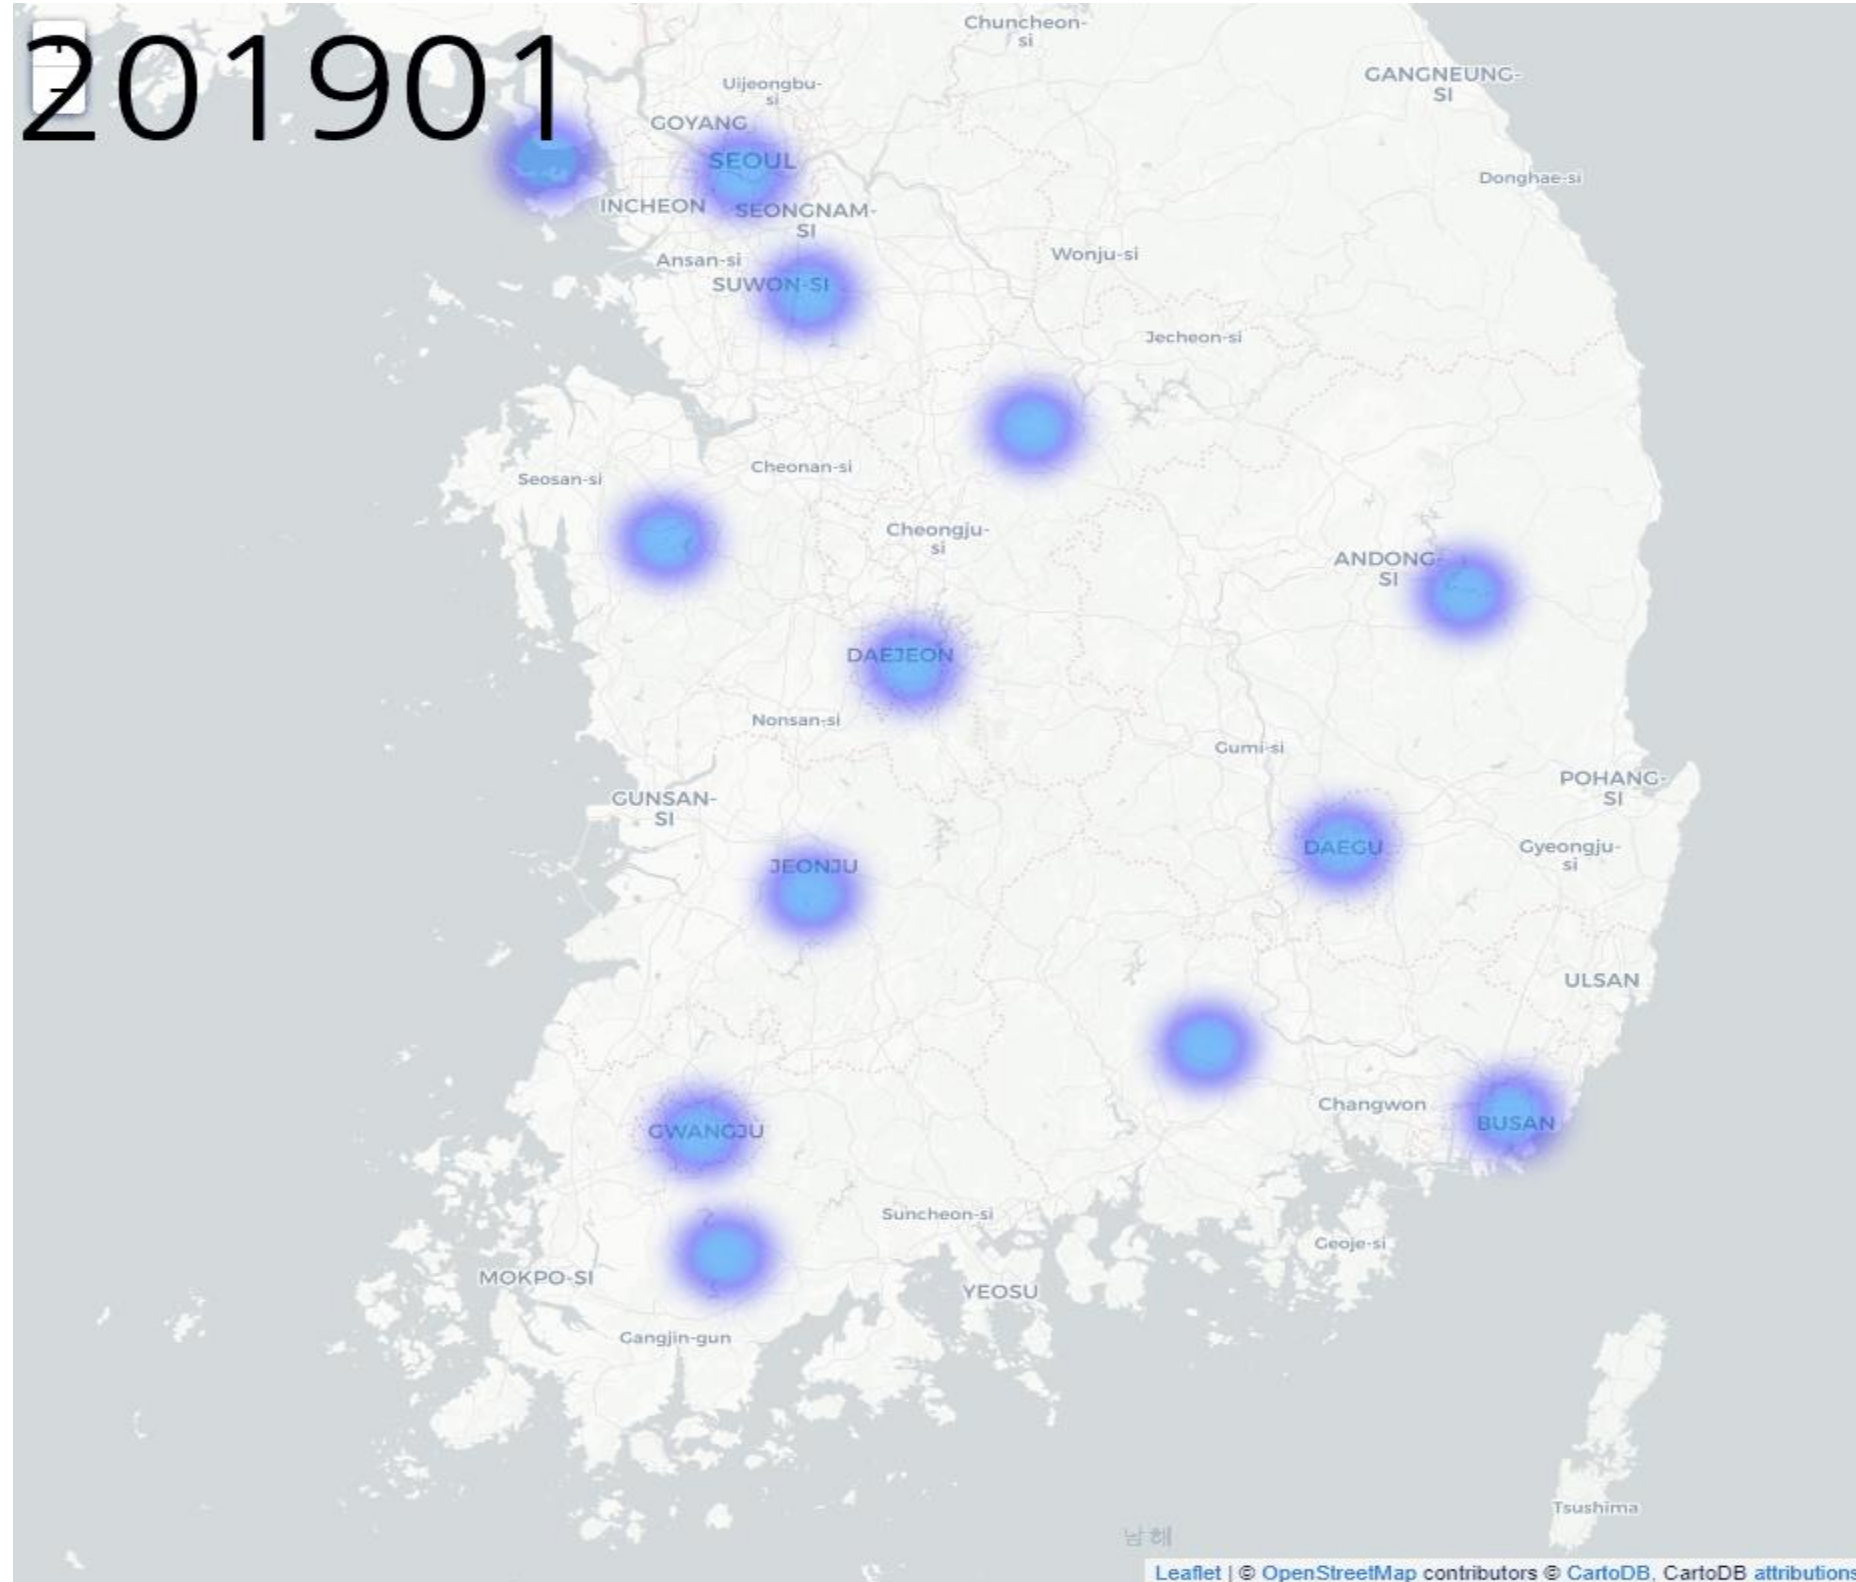 201901
Chuncheon-
si
GANGNEUNG-
SI
Uijeongbu-
si
GOYANG
SEOUL
Donghae-si
INCHEON
SEONGNAM-
SI
Ansan-si
Wonju-si
SUWON-SI
Jecheon-si
Cheonan-si
Seosan-si
Cheongju-
si
ANDONG-
SI
DAEJEON
Nonsan-si
Gumi-si
POHANG-
SI
GUNSAN-
SI
DAEGU
Gyeongju-
si
JEONJU
ULSAN
Changwon
BUSAN
GWANGJU
Suncheon-si
Geoje-si
MOKPO-SI
YEOSU
Gangjin-gun
Tsushima
남해
Leaflet | © OpenStreetMap contributors © CartoDB, CartoDB attributions